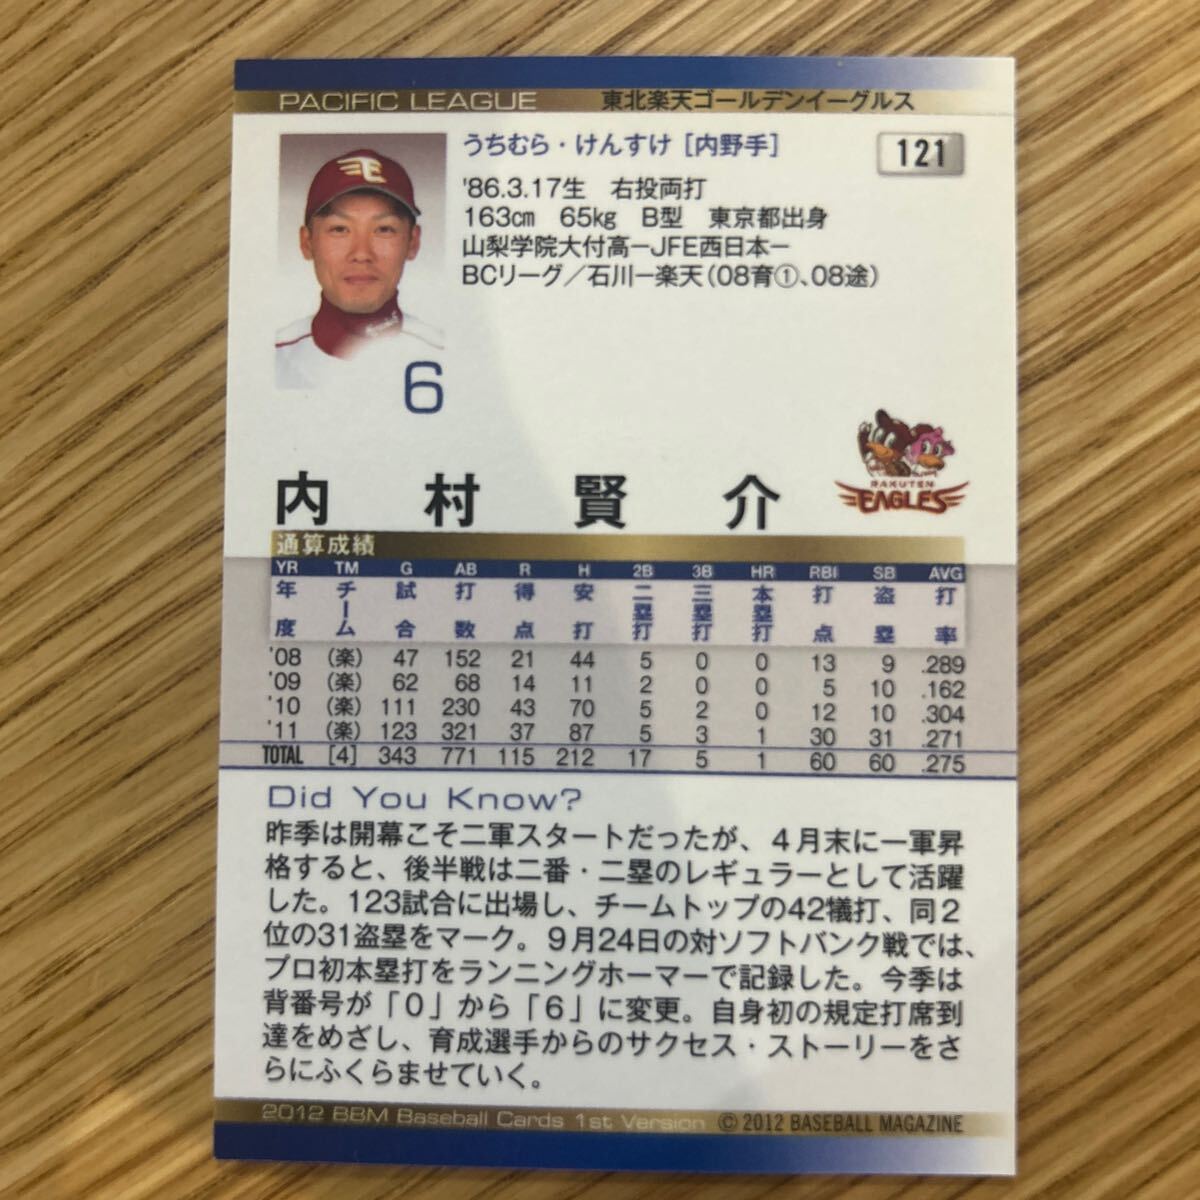 PACIFIC LEAGUE 東北楽天ゴールデンイーグルス
うちむら・けんすけ [内野手]
121
'86.3.17生 右投両打
163cm 65kg B型 東京都出身
山梨学院大付高ーJFE西日本ー
BCリーグ／石川ー楽天(08育①、08途)
6
内村賢介
RAKUTEN
EAGLES
通算成績
YR TM G AB R H 2B 3B HR RBI SB AVG
年度 チーム 試合 打数 得点 安打 二塁打 三塁打 本塁打 打点 盗塁 打率
'08 (楽) 47 152 21 44 5 0 0 13 9 .289
'09 (楽) 62 68 14 11 2 0 0 5 10 .162
'10 (楽) 111 230 43 70 5 2 0 12 10 .304
'11 (楽) 123 321 37 87 5 3 1 30 31 .271
TOTAL [4] 343 771 115 212 17 5 1 60 60 .275
Did You Know?
昨季は開幕こそ二軍スタートだったが、４月末に一軍昇
格すると、後半戦は二番・二塁のレギュラーとして活躍
した。123試合に出場し、チームトップの42犠打、同２
位の31盗塁をマーク。９月24日の対ソフトバンク戦では、
プロ初本塁打をランニングホーマーで記録した。今季は
背番号が「０」から「６」に変更。自身初の規定打席到
達をめざし、育成選手からのサクセス・ストーリーをさ
らにふくらませていく。
2012 BBM Baseball Cards 1st Version © 2012 BASEBALL MAGAZINE